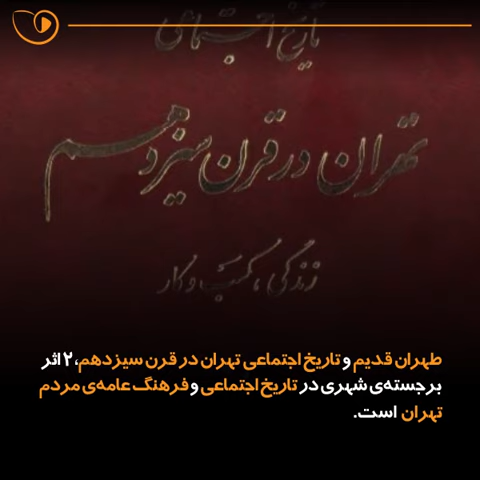 تاریخ اجتماعی
تهران در قرن سیزدهم
زندگی، کسب و کار
طهران قدیم و تاریخ اجتماعی تهران در قرن سیزدهم، ۲ اثر
برجسته‌ی شهری در تاریخ اجتماعی و فرهنگ عامه‌ی مردم
تهران است.